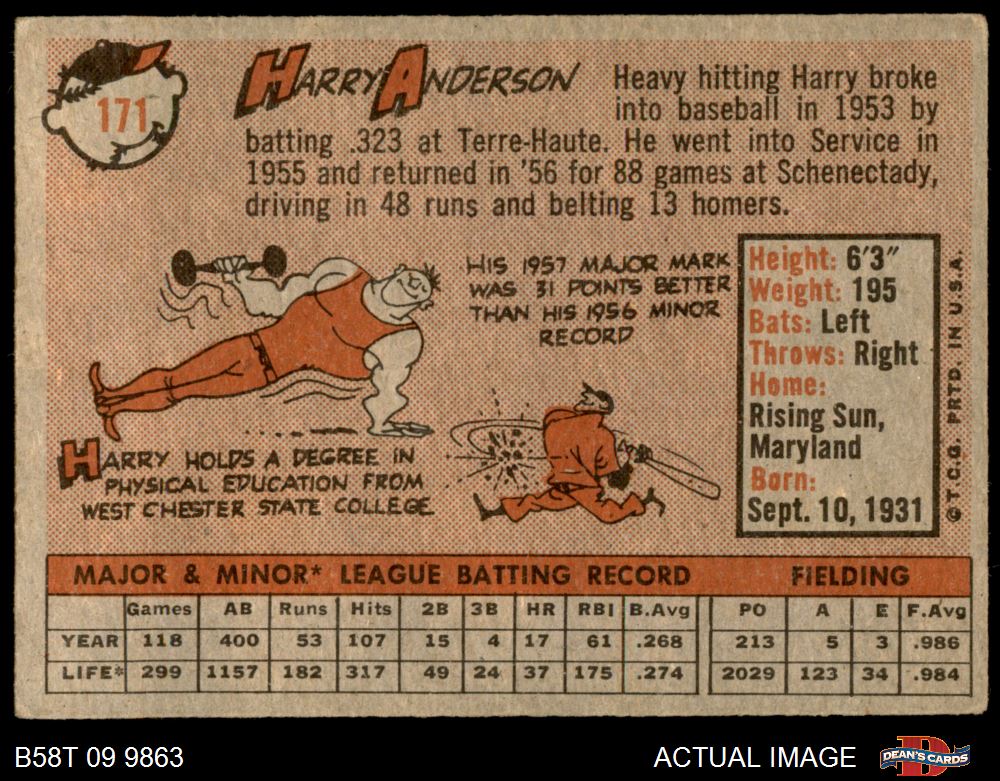 171
HARRY ANDERSON
Heavy hitting Harry broke
into baseball in 1953 by
batting .323 at Terre-Haute. He went into Service in
1955 and returned in '56 for 88 games at Schenectady,
driving in 48 runs and belting 13 homers.
HIS 1957 MAJOR MARK
WAS 31 POINTS BETTER
THAN HIS 1956 MINOR
RECORD
HARRY HOLDS A DEGREE IN
PHYSICAL EDUCATION FROM
WEST CHESTER STATE COLLEGE
Height: 6'3"
Weight: 195
Bats: Left
Throws: Right
Home:
Rising Sun,
Maryland
Born:
Sept. 10, 1931
© T.C.G. PRTD. IN U.S.A.
MAJOR & MINOR* LEAGUE BATTING RECORD FIELDING
Games AB Runs Hits 2B 3B HR RBI B.Avg PO A E F.Avg
YEAR 118 400 53 107 15 4 17 61 .268 213 5 3 .986
LIFE* 299 1157 182 317 49 24 37 175 .274 2029 123 34 .984
B58T 09 9863 ACTUAL IMAGE DEAN'S CARDS